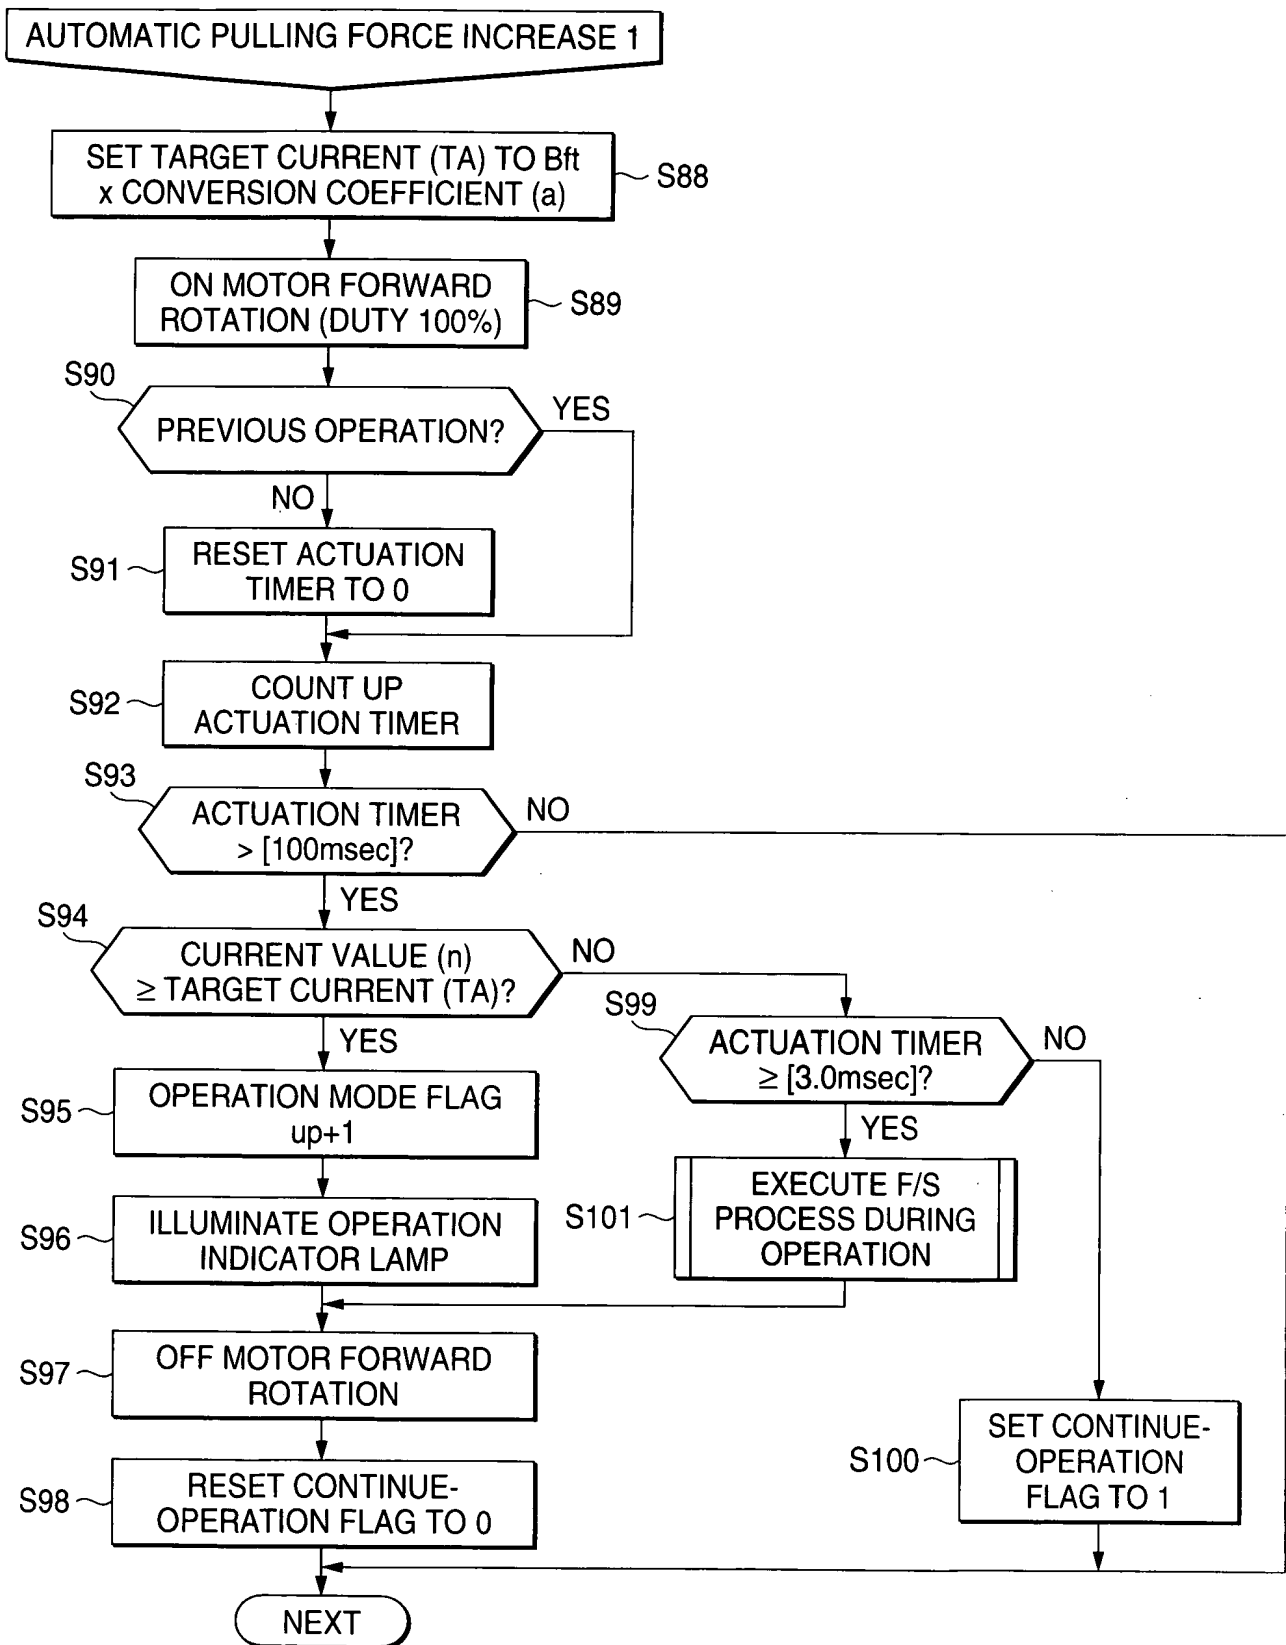 AUTOMATIC PULLING FORCE INCREASE 1
SET TARGET CURRENT (TA) TO Bft
x CONVERSION COEFFICIENT (a)
S88
ON MOTOR FORWARD
ROTATION (DUTY 100%)
S89
S90
PREVIOUS OPERATION?
YES
NO
S91
RESET ACTUATION
TIMER TO 0
S92
COUNT UP
ACTUATION TIMER
S93
ACTUATION TIMER
> [100msec]?
NO
YES
S94
CURRENT VALUE (n)
≥ TARGET CURRENT (TA)?
NO
YES
S99
ACTUATION TIMER
≥ [3.0msec]?
NO
YES
S95
OPERATION MODE FLAG
up+1
S101
EXECUTE F/S
PROCESS DURING
OPERATION
S96
ILLUMINATE OPERATION
INDICATOR LAMP
S97
OFF MOTOR FORWARD
ROTATION
S100
SET CONTINUE-
OPERATION
FLAG TO 1
S98
RESET CONTINUE-
OPERATION FLAG TO 0
NEXT